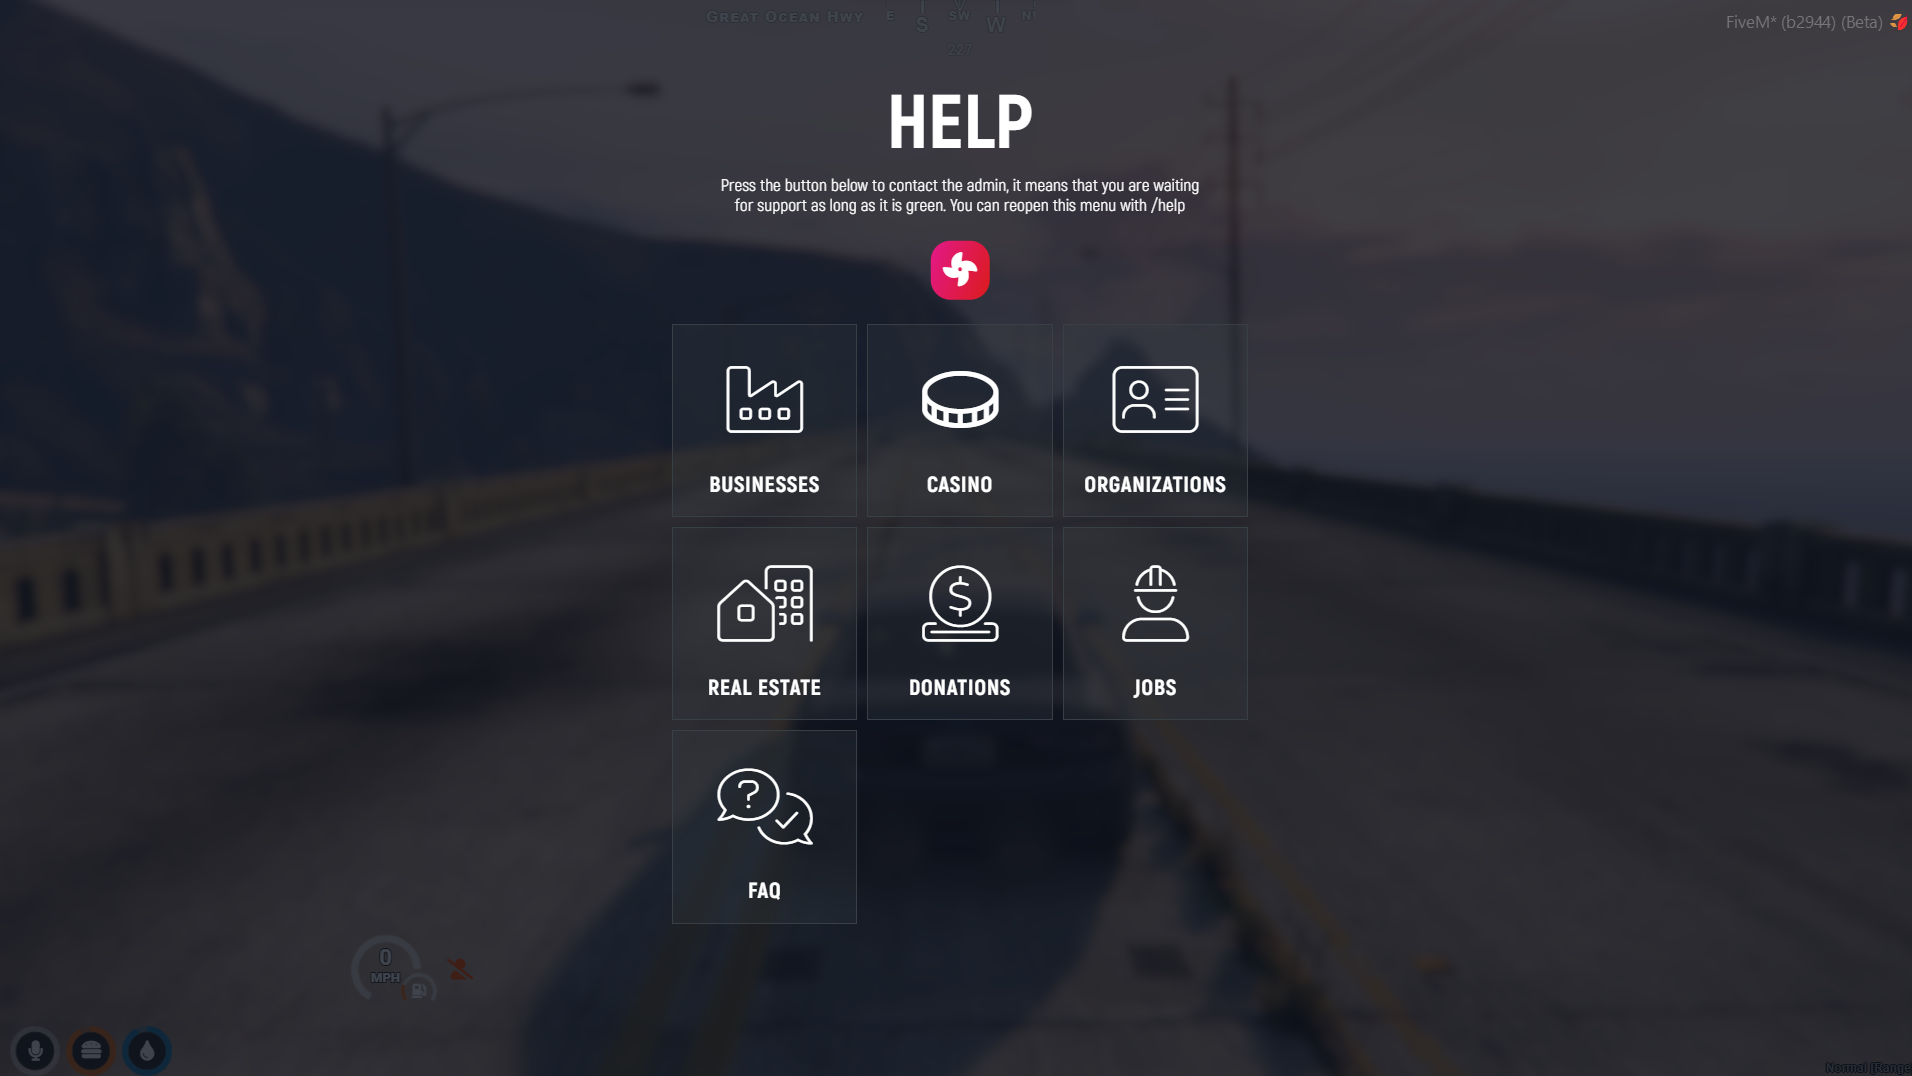 GREAT OCEAN HWY
E
S
SW
W
227
FiveM* (b2944) (Beta)
HELP
Press the button below to contact the admin, it means that you are waiting
for support as long as it is green. You can reopen this menu with /help
BUSINESSES
CASINO
ORGANIZATIONS
REAL ESTATE
DONATIONS
JOBS
FAQ
0
MPH
Normal [Range